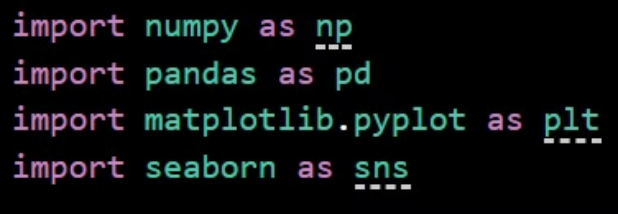 import numpy as np
import pandas as pd
import matplotlib.pyplot as plt
import seaborn as sns